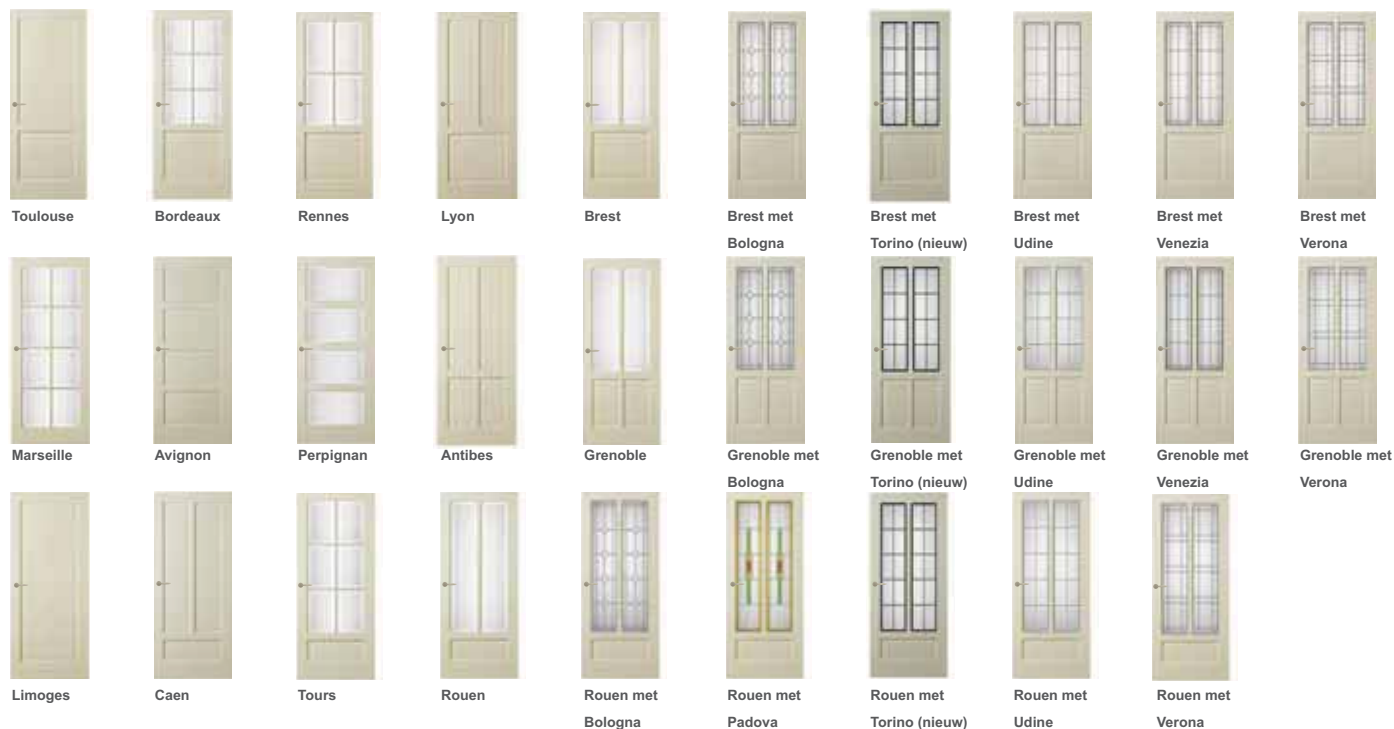 Toulouse
Bordeaux
Rennes
Lyon
Brest
Brest met
Bologna
Brest met
Torino (nieuw)
Brest met
Udine
Brest met
Venezia
Brest met
Verona
Marseille
Avignon
Perpignan
Antibes
Grenoble
Grenoble met
Bologna
Grenoble met
Torino (nieuw)
Grenoble met
Udine
Grenoble met
Venezia
Grenoble met
Verona
Limoges
Caen
Tours
Rouen
Rouen met
Bologna
Rouen met
Padova
Rouen met
Torino (nieuw)
Rouen met
Udine
Rouen met
Verona